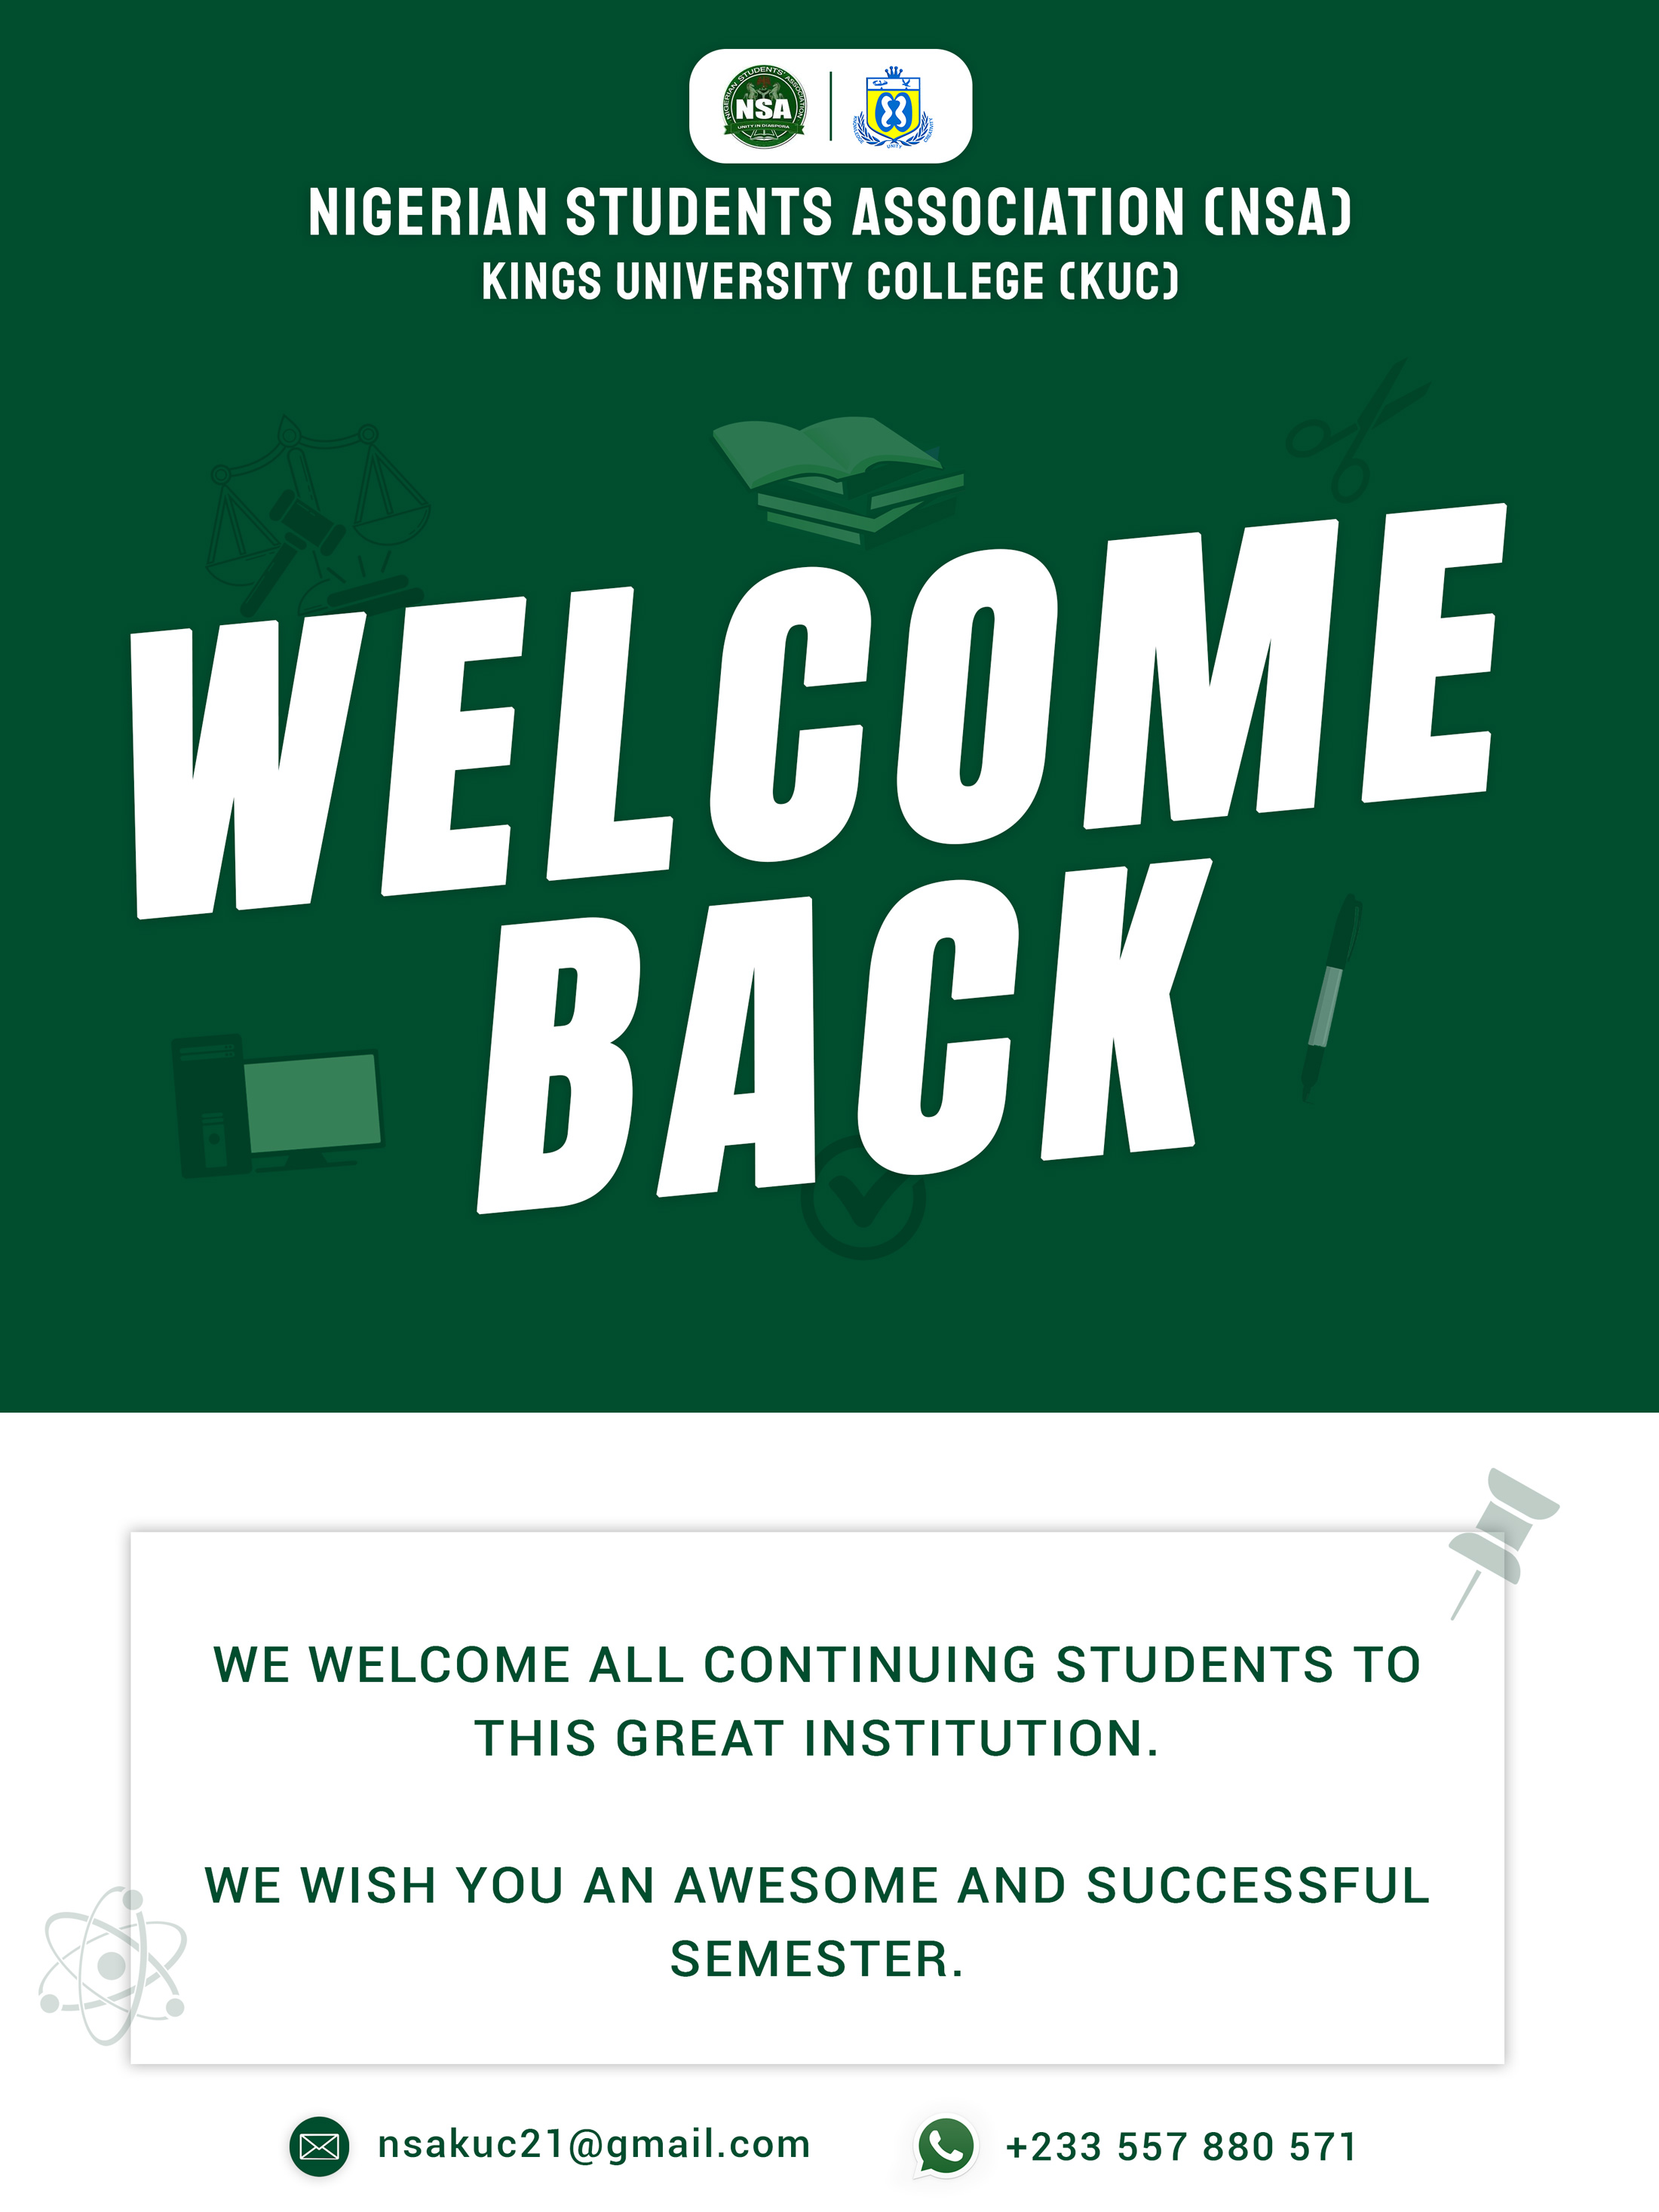 NIGERIAN STUDENTS' ASSOCIATION
NSA
UNITY IN DIASPORA
UNITY
NIGERIAN STUDENTS ASSOCIATION (NSA)
KINGS UNIVERSITY COLLEGE (KUC)
WELCOME
BACK
WE WELCOME ALL CONTINUING STUDENTS TO
THIS GREAT INSTITUTION.
WE WISH YOU AN AWESOME AND SUCCESSFUL
SEMESTER.
nsakuc21@gmail.com
+233 557 880 571